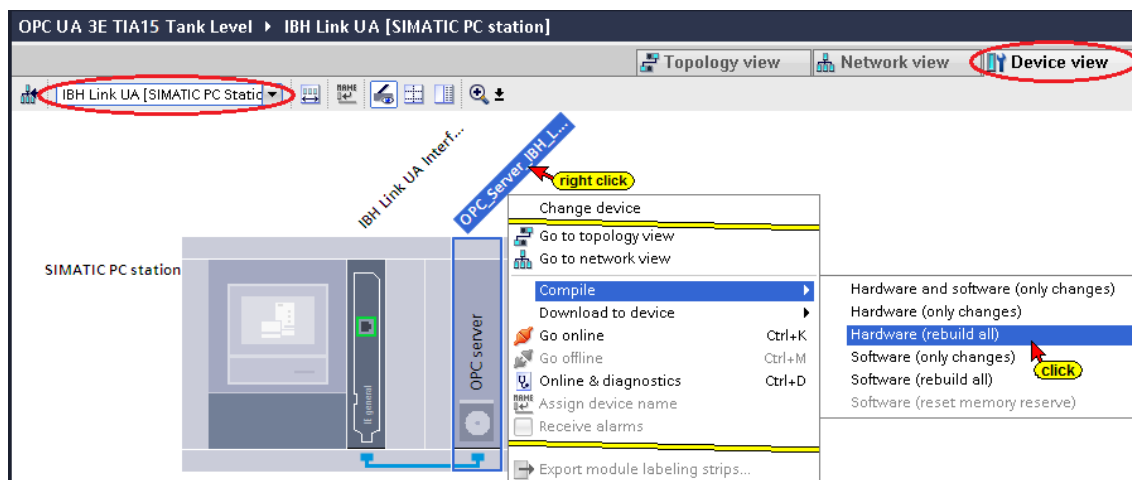 OPC UA 3E TIA15 Tank Level ▸ IBH Link UA [SIMATIC PC station]
Topology view Network view Device view
IBH Link UA [SIMATIC PC Static
IBH Link UA Interf...
OPC_Server_IBH_L...
right click
Change device
Go to topology view
Go to network view
SIMATIC PC station
Compile
Download to device
Go online Ctrl+K
Go offline Ctrl+M
Online & diagnostics Ctrl+D
Assign device name
Receive alarms
Export module labeling strips...
Hardware and software (only changes)
Hardware (only changes)
Hardware (rebuild all)
Software (only changes)
click
Software (rebuild all)
Software (reset memory reserve)
OPC server
IE general